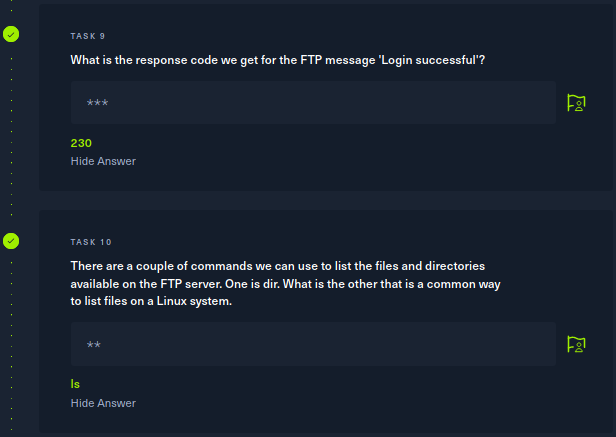 TASK 9
What is the response code we get for the FTP message 'Login successful'?
***
230
Hide Answer
TASK 10
There are a couple of commands we can use to list the files and directories
available on the FTP server. One is dir. What is the other that is a common way
to list files on a Linux system.
**
ls
Hide Answer